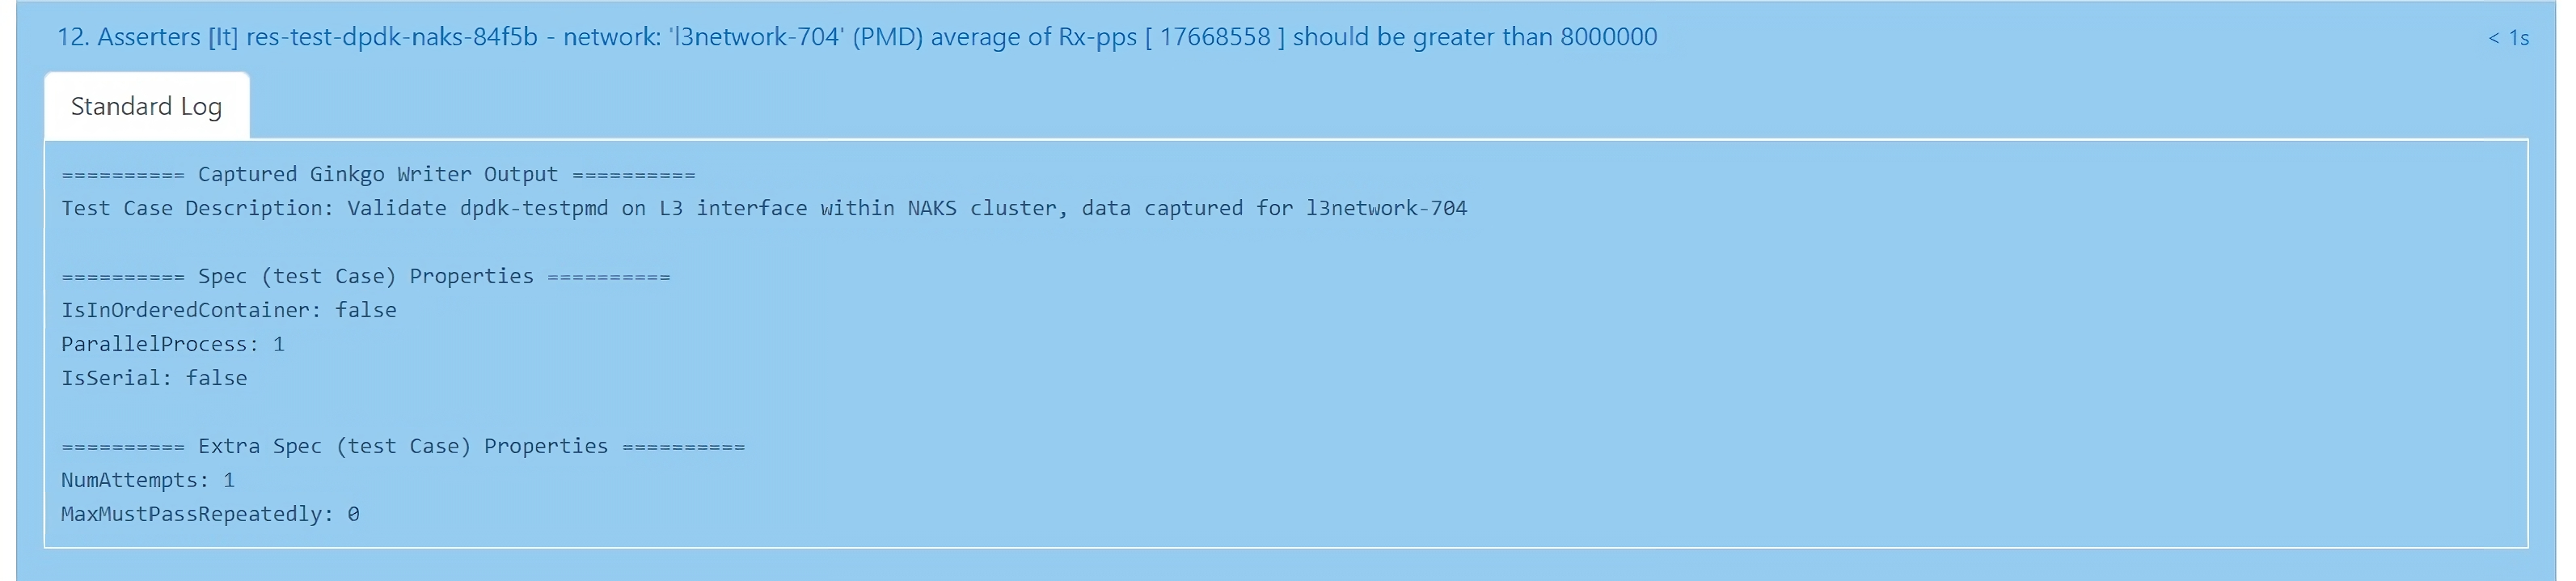 12. Asserters [It] res-test-dpdk-naks-84f5b - network: 'l3network-704' (PMD) average of Rx-pps [ 17668558 ] should be greater than 8000000
< 1s
Standard Log
========== Captured Ginkgo Writer Output ==========
Test Case Description: Validate dpdk-testpmd on L3 interface within NAKS cluster, data captured for l3network-704
========== Spec (test Case) Properties ==========
IsInOrderedContainer: false
ParallelProcess: 1
IsSerial: false
========== Extra Spec (test Case) Properties ==========
NumAttempts: 1
MaxMustPassRepeatedly: 0